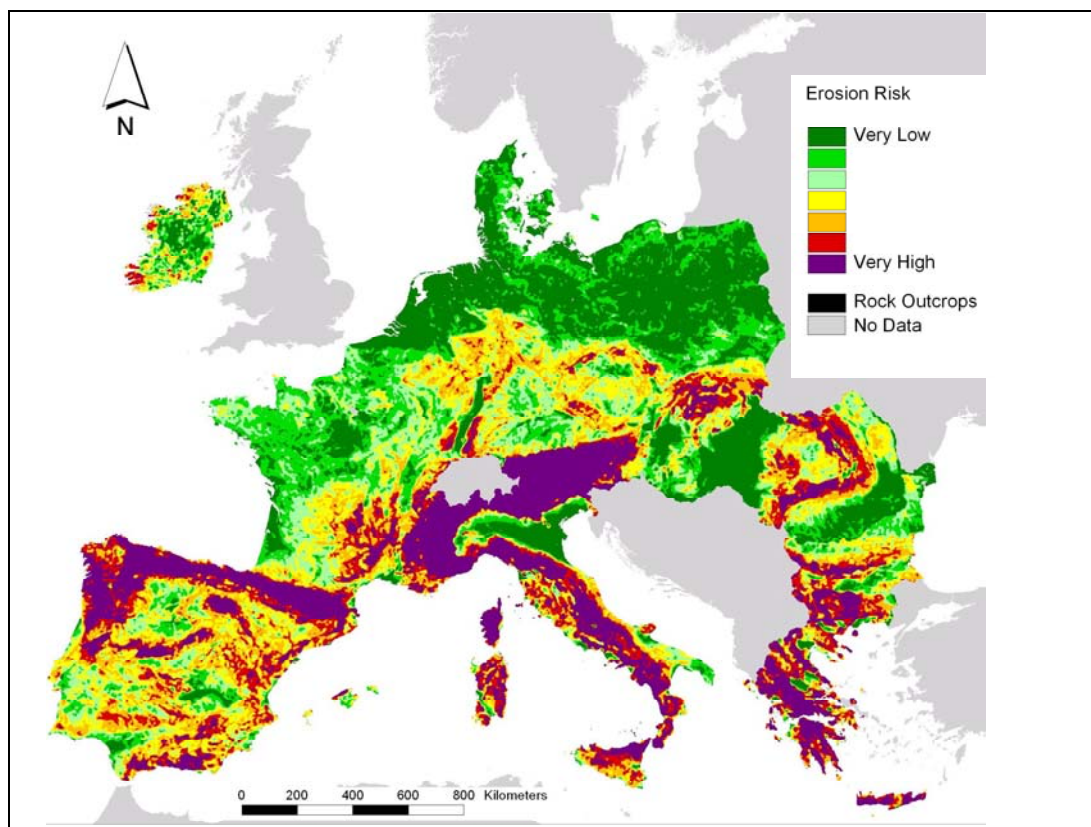 N
Erosion Risk
Very Low
Very High
Rock Outcrops
No Data
0 200 400 600 800 Kilometers